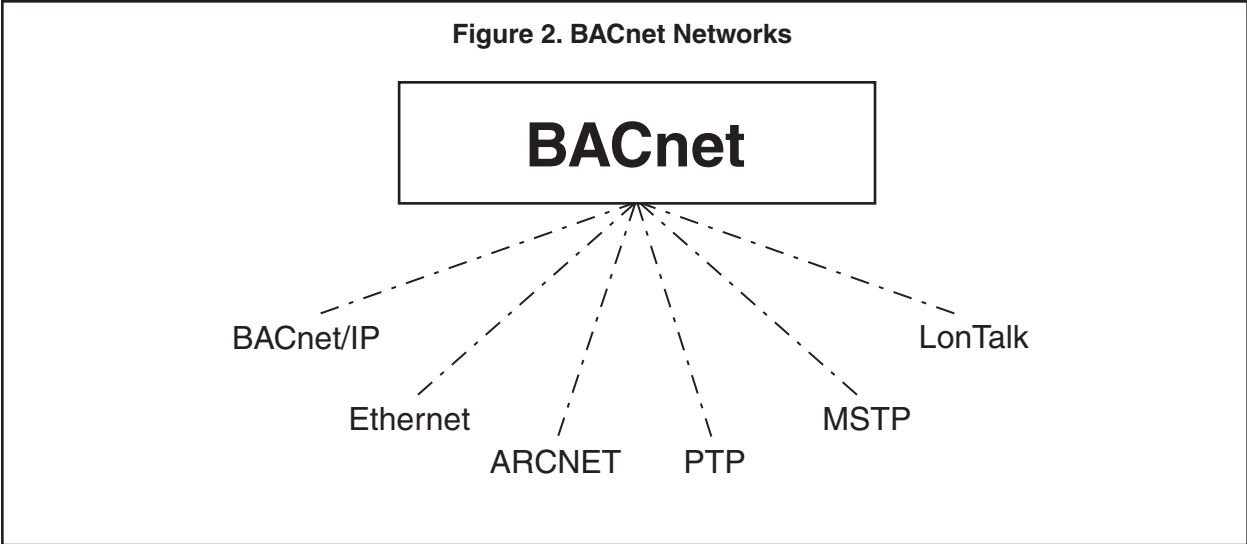 Figure 2. BACnet Networks
BACnet
BACnet/IP
LonTalk
Ethernet
MSTP
ARCNET
PTP